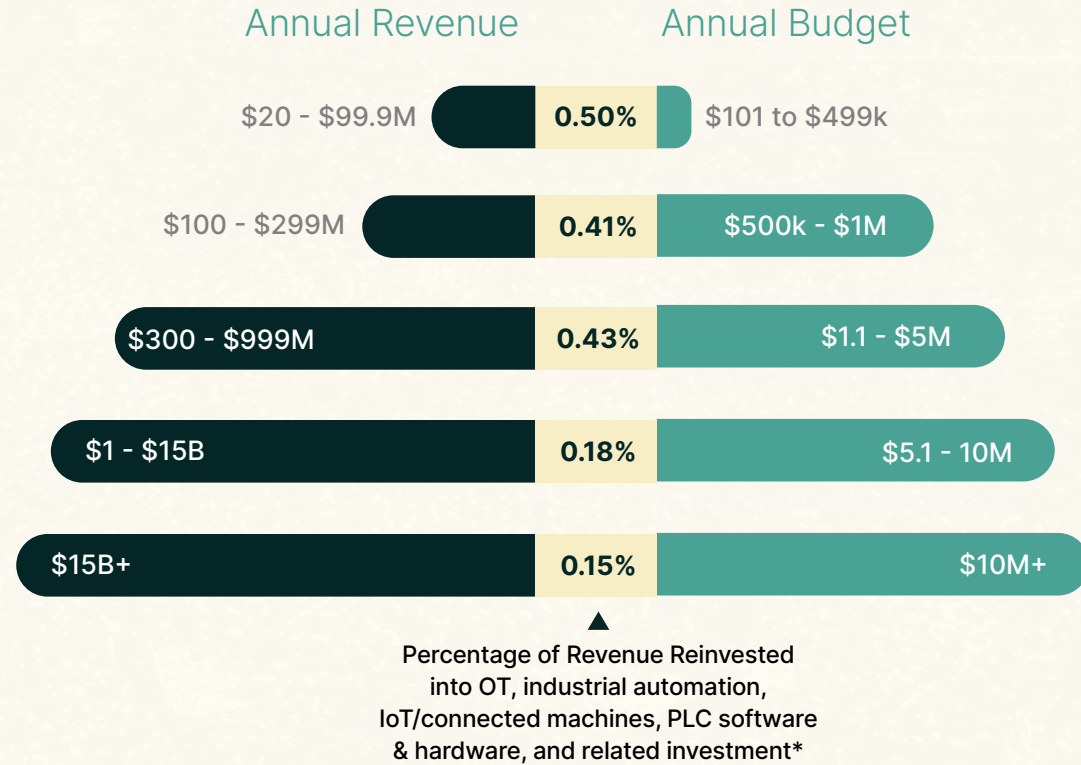 Annual Revenue Annual Budget
$20 - $99.9M 0.50% $101 to $499k
$100 - $299M 0.41% $500k - $1M
$300 - $999M 0.43% $1.1 - $5M
$1 - $15B 0.18% $5.1 - 10M
$15B+ 0.15% $10M+
Percentage of Revenue Reinvested
into OT, industrial automation,
IoT/connected machines, PLC software
& hardware, and related investment*